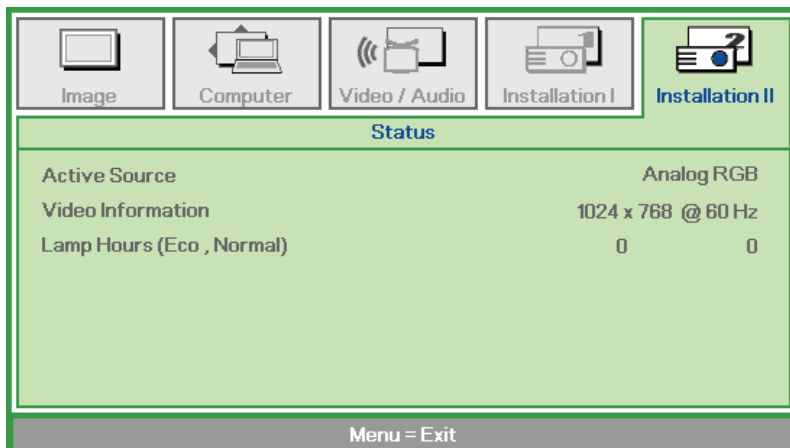 Image
Computer
Video / Audio
Installation I
Installation II
Status
Active Source Analog RGB
Video Information 1024 x 768 @ 60 Hz
Lamp Hours (Eco , Normal) 0 0
Menu = Exit